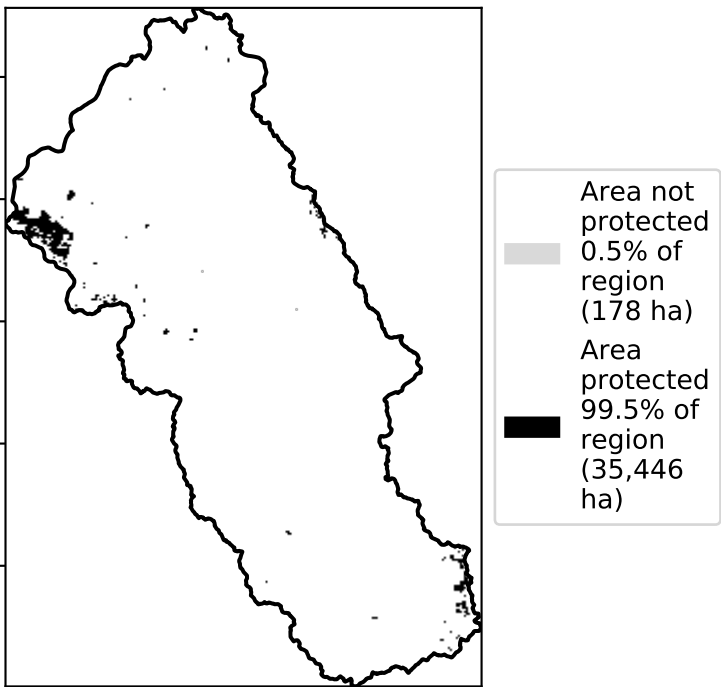 Area not
protected
0.5% of
region
(178 ha)
Area
protected
99.5% of
region
(35,446
ha)